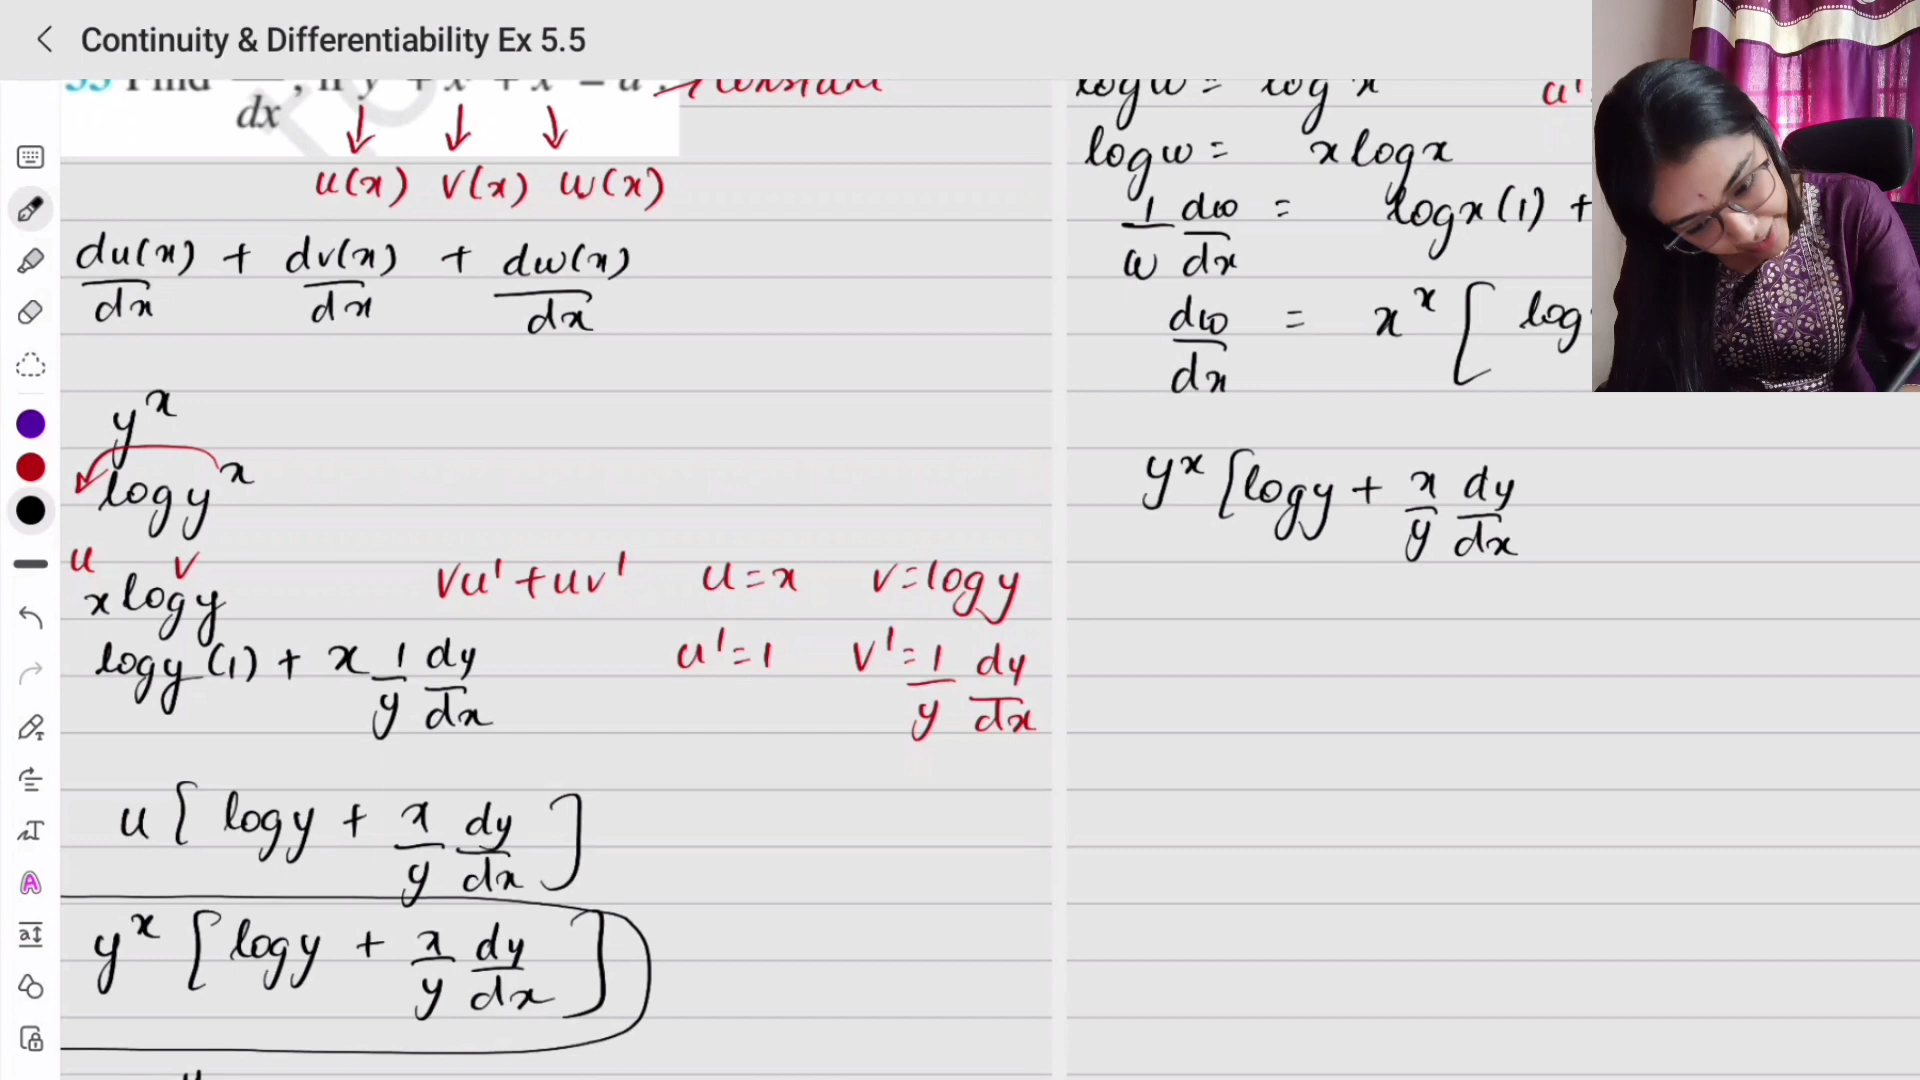 Continuity & Differentiability Ex 5.5
dx
u(x) v(x) w(x)
du(x)/dx + dv(x)/dx + dw(x)/dx
y^x
log y^x
u v
x log y
vu' + uv' u = x v = log y
log y (1) + x 1/y dy/dx
u' = 1 v' = 1/y dy/dx
u [ log y + x/y dy/dx ]
y^x [ log y + x/y dy/dx ]
log w = log x
log w = x log x
1/w dw/dx = log x (1) +
dw/dx = x^x [ log
y^x [ log y + x/y dy/dx